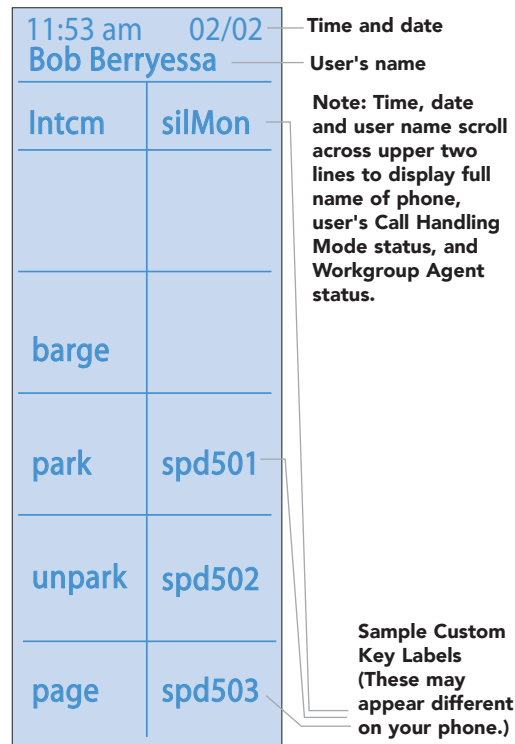 11:53 am 02/02
Bob Berryessa
Intcm silMon
barge
park spd501
unpark spd502
page spd503
Time and date
User's name
Note: Time, date
and user name scroll
across upper two
lines to display full
name of phone,
user's Call Handling
Mode status, and
Workgroup Agent
status.
Sample Custom
Key Labels
(These may
appear different
on your phone.)